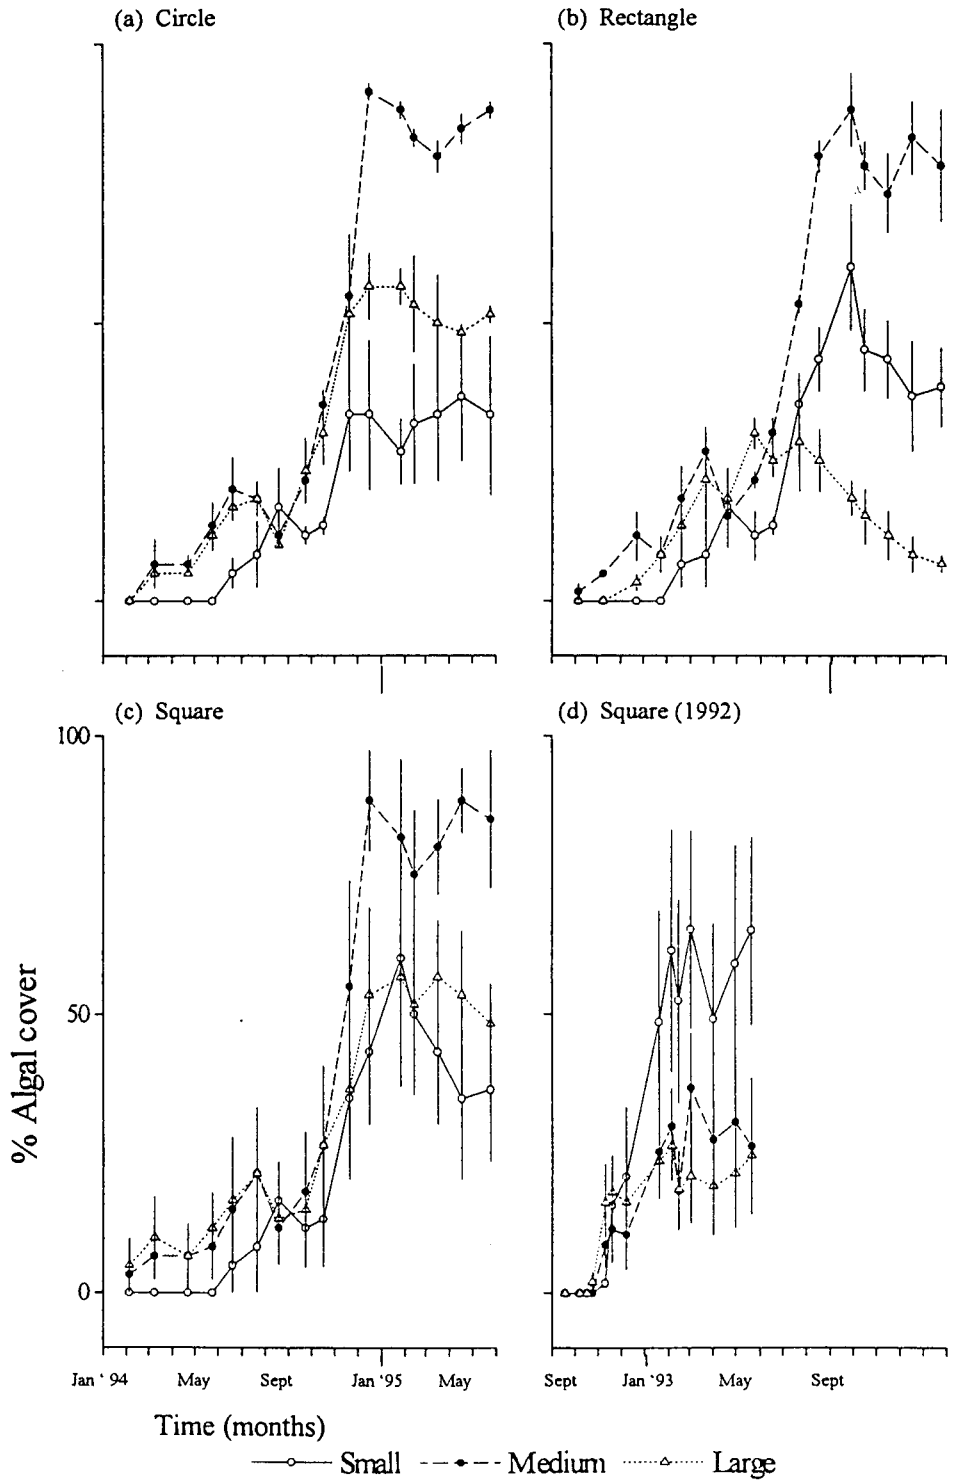 (a) Circle
(b) Rectangle
(c) Square
(d) Square (1992)
100
50
0
% Algal cover
Jan ‘ 94 May Sept Jan ‘95 May
Sept Jan ‘93 May Sept
Time (months)
Small Medium Large